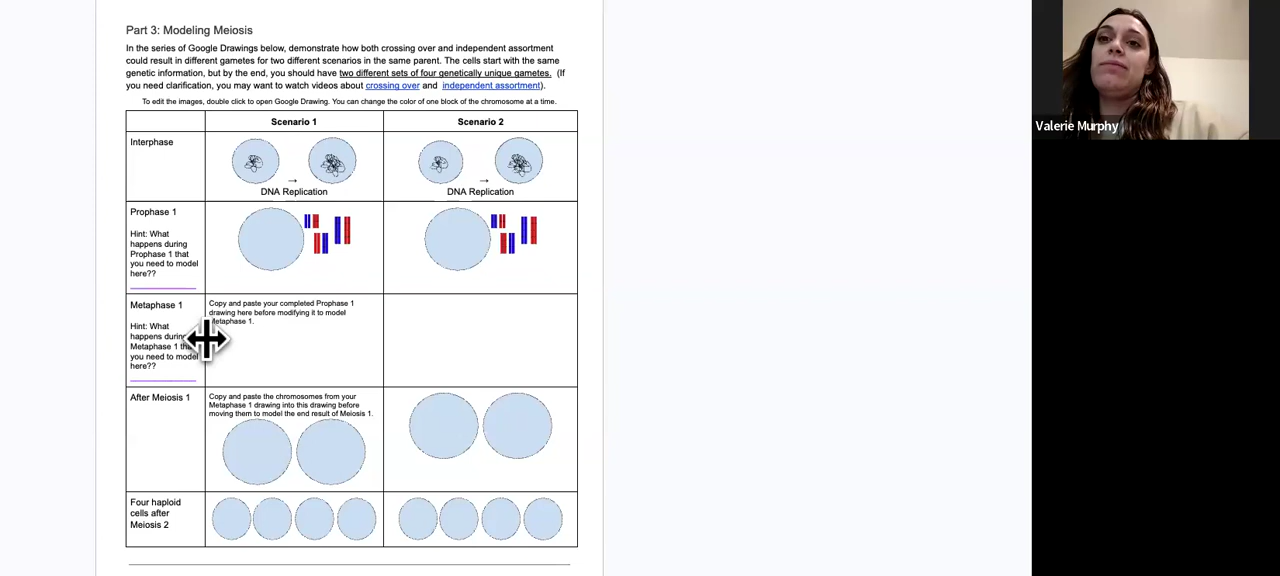 Part 3: Modeling Meiosis
In the series of Google Drawings below, demonstrate how both crossing over and independent assortment
could result in different gametes for two different scenarios in the same parent. The cells start with the same
genetic information, but by the end, you should have two different sets of four genetically unique gametes. (If
you need clarification, you may want to watch videos about crossing over and independent assortment).
To edit the images, double click to open Google Drawing. You can change the color of one block of the chromosome at a time.
Scenario 1
Scenario 2
Interphase
→
DNA Replication
→
DNA Replication
Prophase 1
Hint: What
happens during
Prophase 1 that
you need to model
here??
Metaphase 1
Hint: What
happens during
Metaphase 1
you need to model
here??
Copy and paste your completed Prophase 1
drawing here before modifying it to model
Metaphase 1.
After Meiosis 1
Copy and paste the chromosomes from your
Metaphase 1 drawing into this drawing before
moving them to model the end result of Meiosis 1.
Four haploid
cells after
Meiosis 2
Valerie Murphy